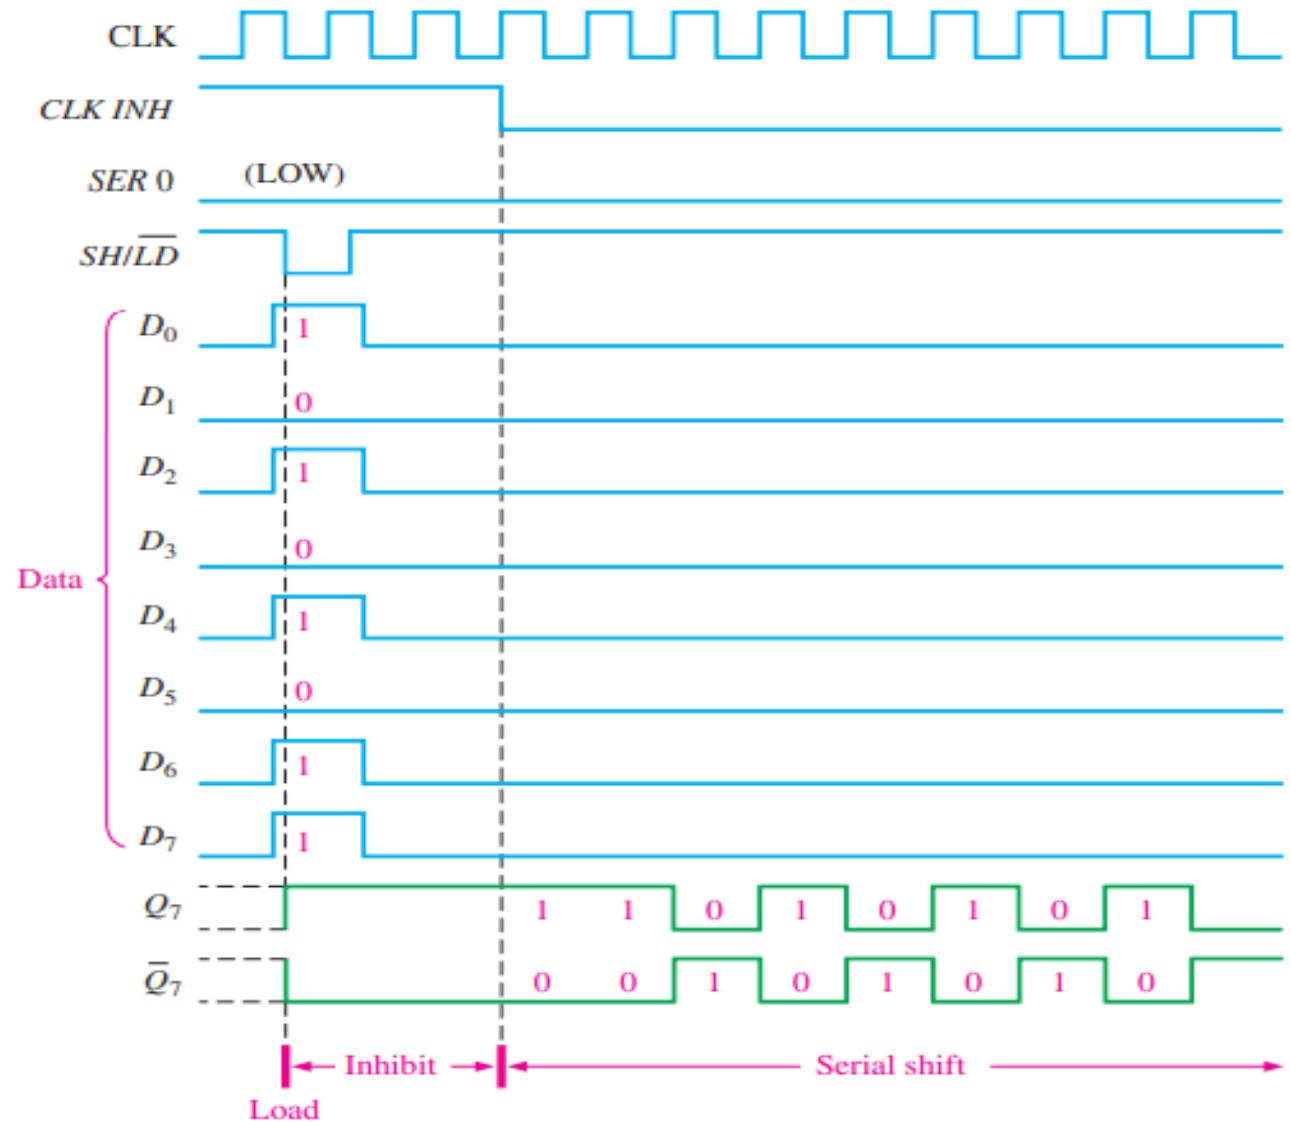 CLK
CLK INH
SER 0 (LOW)
SH/L̅D̅
D₀ 1
D₁ 0
D₂ 1
D₃ 0
Data
D₄ 1
D₅ 0
D₆ 1
D₇ 1
Q₇ 1 1 0 1 0 1 0 1
Q̅₇ 0 0 1 0 1 0 1 0
Inhibit Serial shift
Load